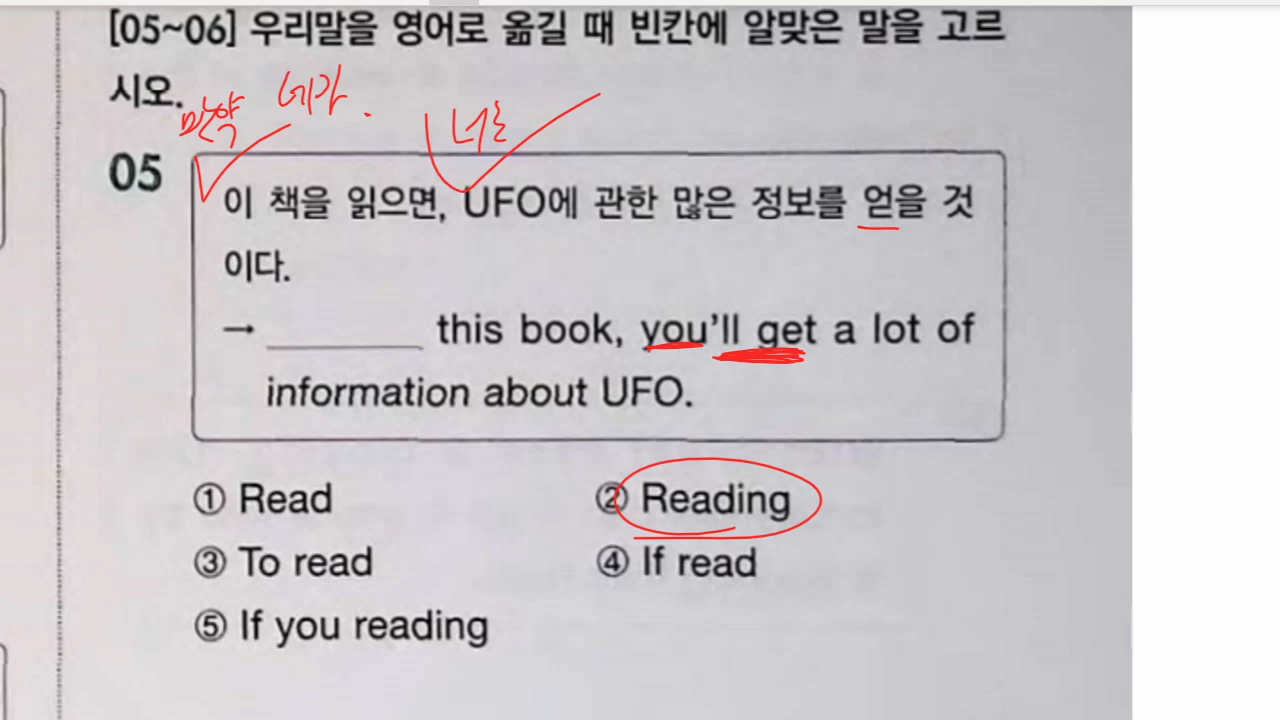 [05~06] 우리말을 영어로 옮길 때 빈칸에 알맞은 말을 고르
시오.
만약 네가.
너는
05
이 책을 읽으면, UFO에 관한 많은 정보를 얻을 것
이다.
→ ________ this book, you'll get a lot of
information about UFO.
① Read ② Reading
③ To read ④ If read
⑤ If you reading